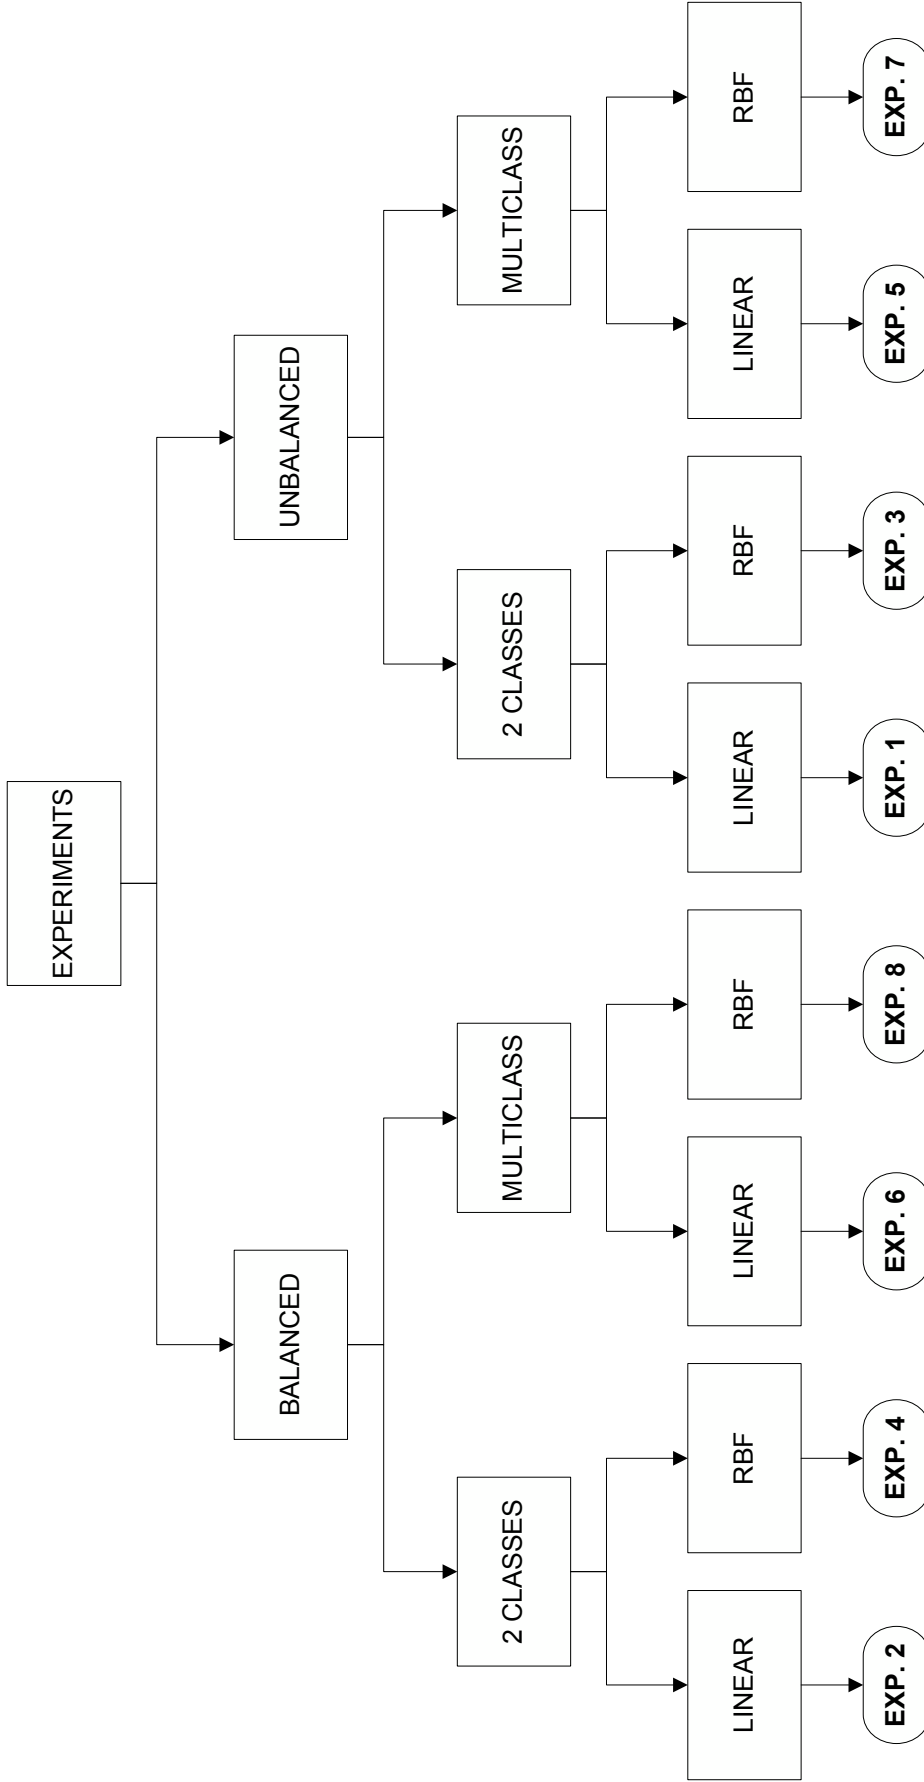 EXPERIMENTS
BALANCED
UNBALANCED
2 CLASSES
MULTICLASS
2 CLASSES
MULTICLASS
LINEAR
RBF
LINEAR
RBF
LINEAR
RBF
LINEAR
RBF
EXP. 2
EXP. 4
EXP. 6
EXP. 8
EXP. 1
EXP. 3
EXP. 5
EXP. 7